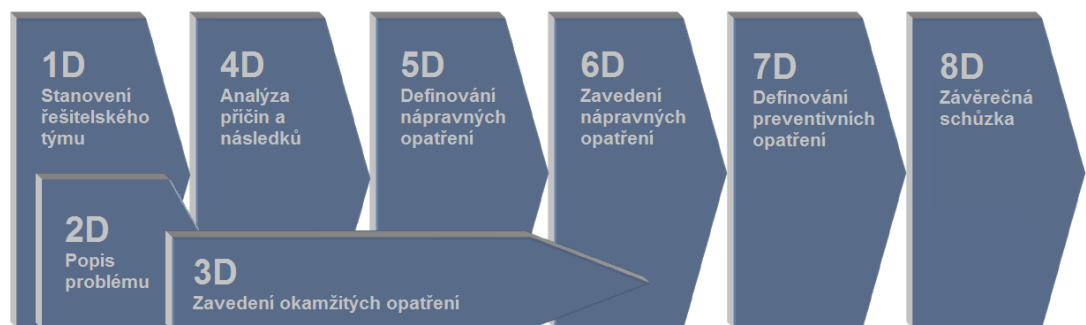 1D
Stanovení
řešitelského
týmu
2D
Popis
problému
3D
Zavedení okamžitých opatření
4D
Analýza
příčin a
následků
5D
Definování
nápravných
opatření
6D
Zavedení
nápravných
opatření
7D
Definování
preventivních
opatření
8D
Závěrečná
schůzka